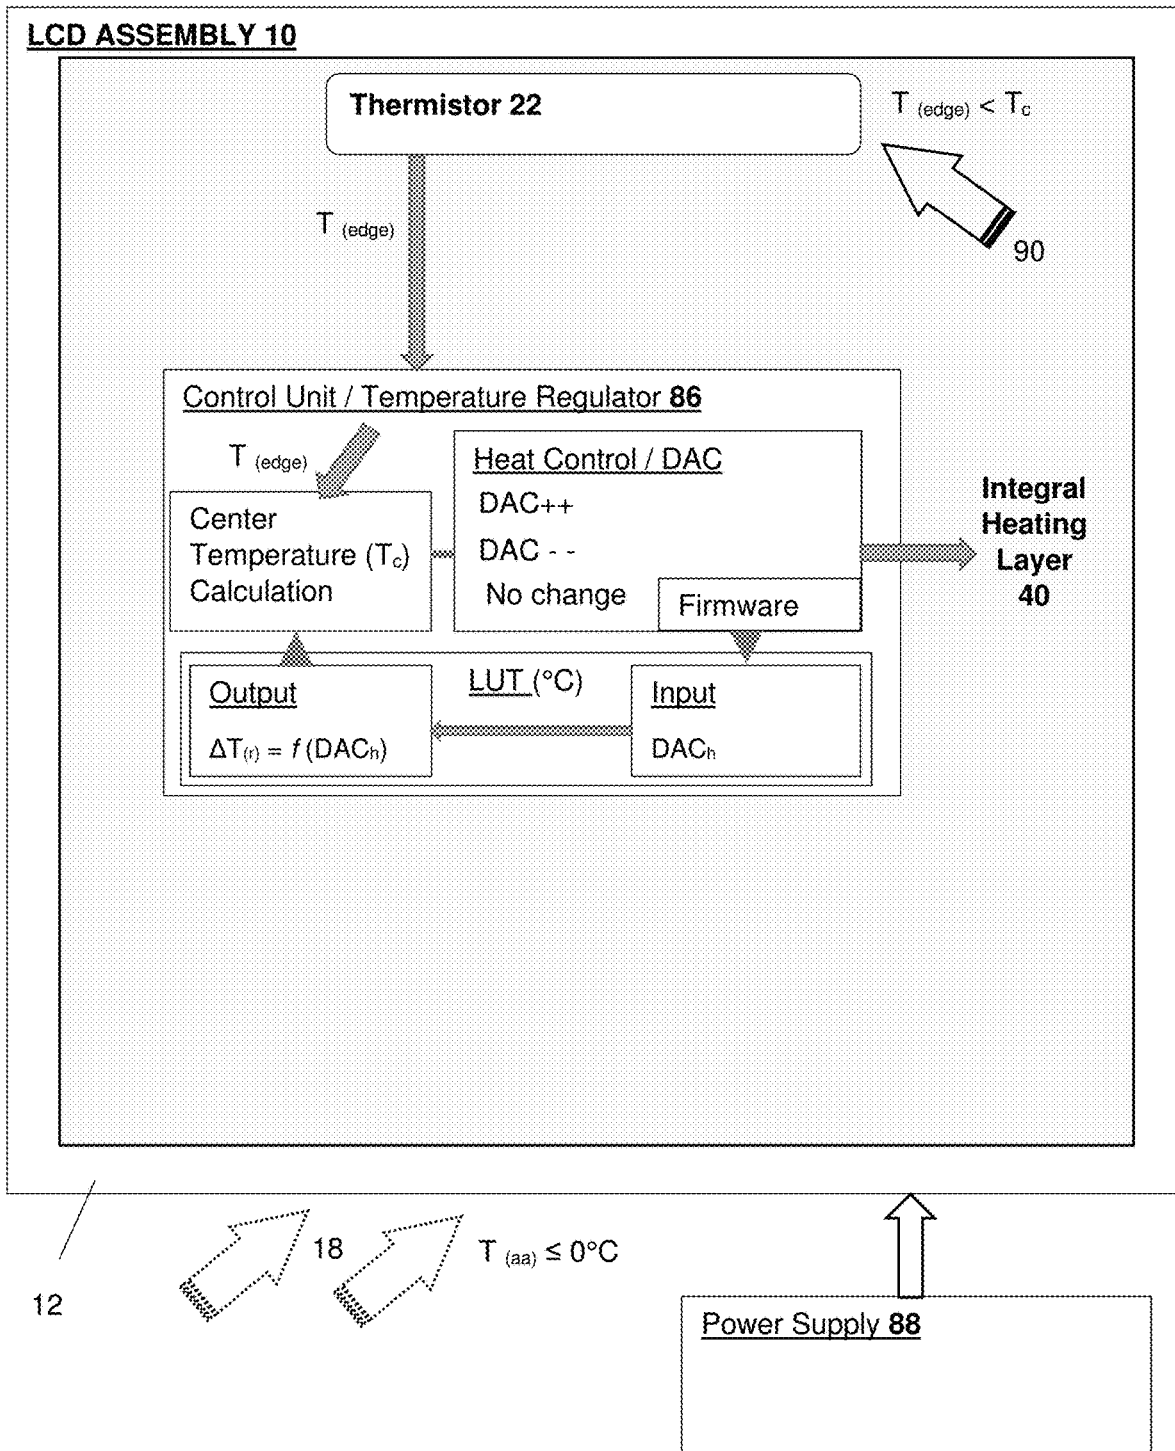 LCD ASSEMBLY 10
Thermistor 22
T (edge) < Tc
T (edge)
90
Control Unit / Temperature Regulator 86
T (edge)
Heat Control / DAC
DAC++
DAC - -
No change
Firmware
Center
Temperature (Tc)
Calculation
Integral
Heating
Layer
40
LUT (°C)
Output
ΔT(r) = f (DACh)
Input
DACh
12
18
T (aa) ≤ 0°C
Power Supply 88